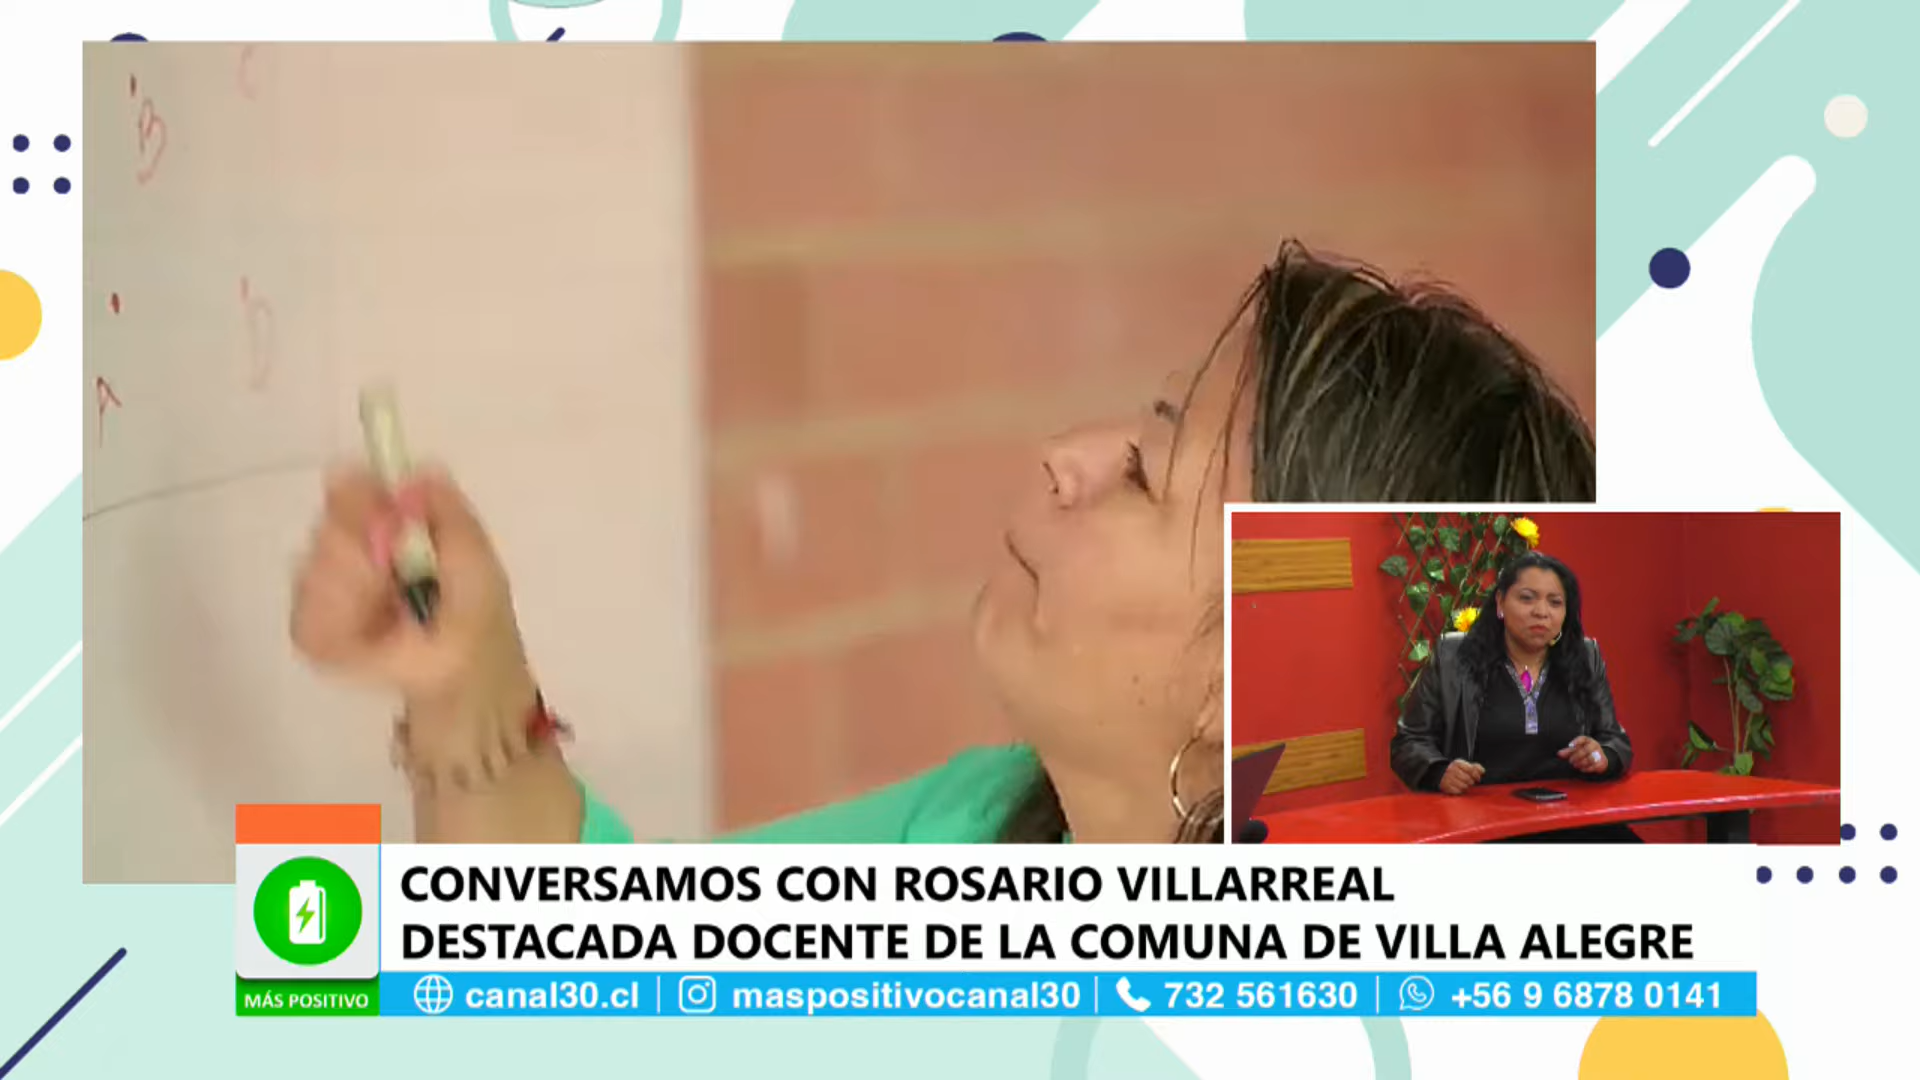 B
C
A
b
CONVERSAMOS CON ROSARIO VILLARREAL
DESTACADA DOCENTE DE LA COMUNA DE VILLA ALEGRE
MÁS POSITIVO
canal30.cl | maspositivocanal30 | 732 561630 | +56 9 6878 0141